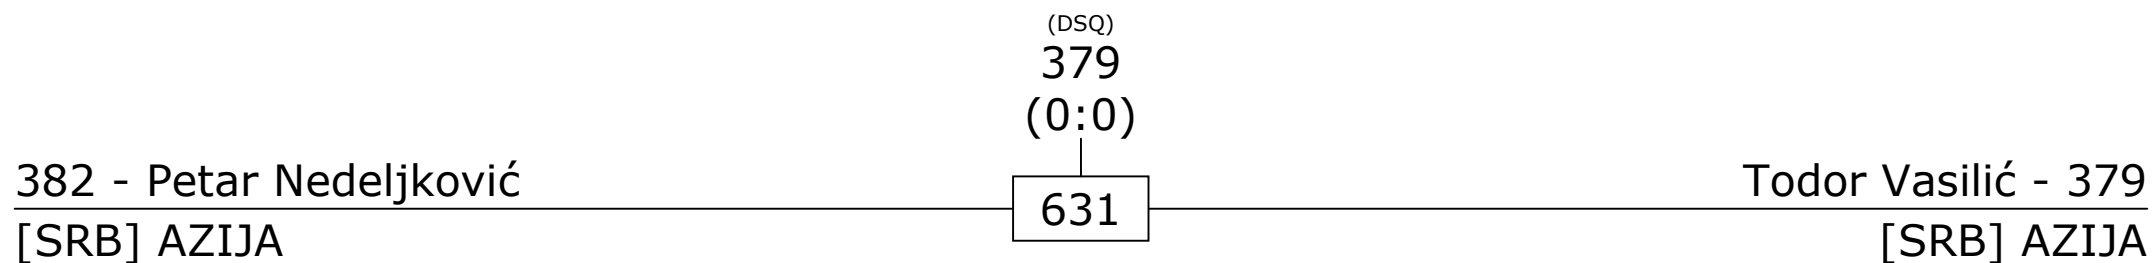 (DSQ)
379
(0:0)
382 - Petar Nedeljković
631
Todor Vasilić - 379
[SRB] AZIJA
[SRB] AZIJA